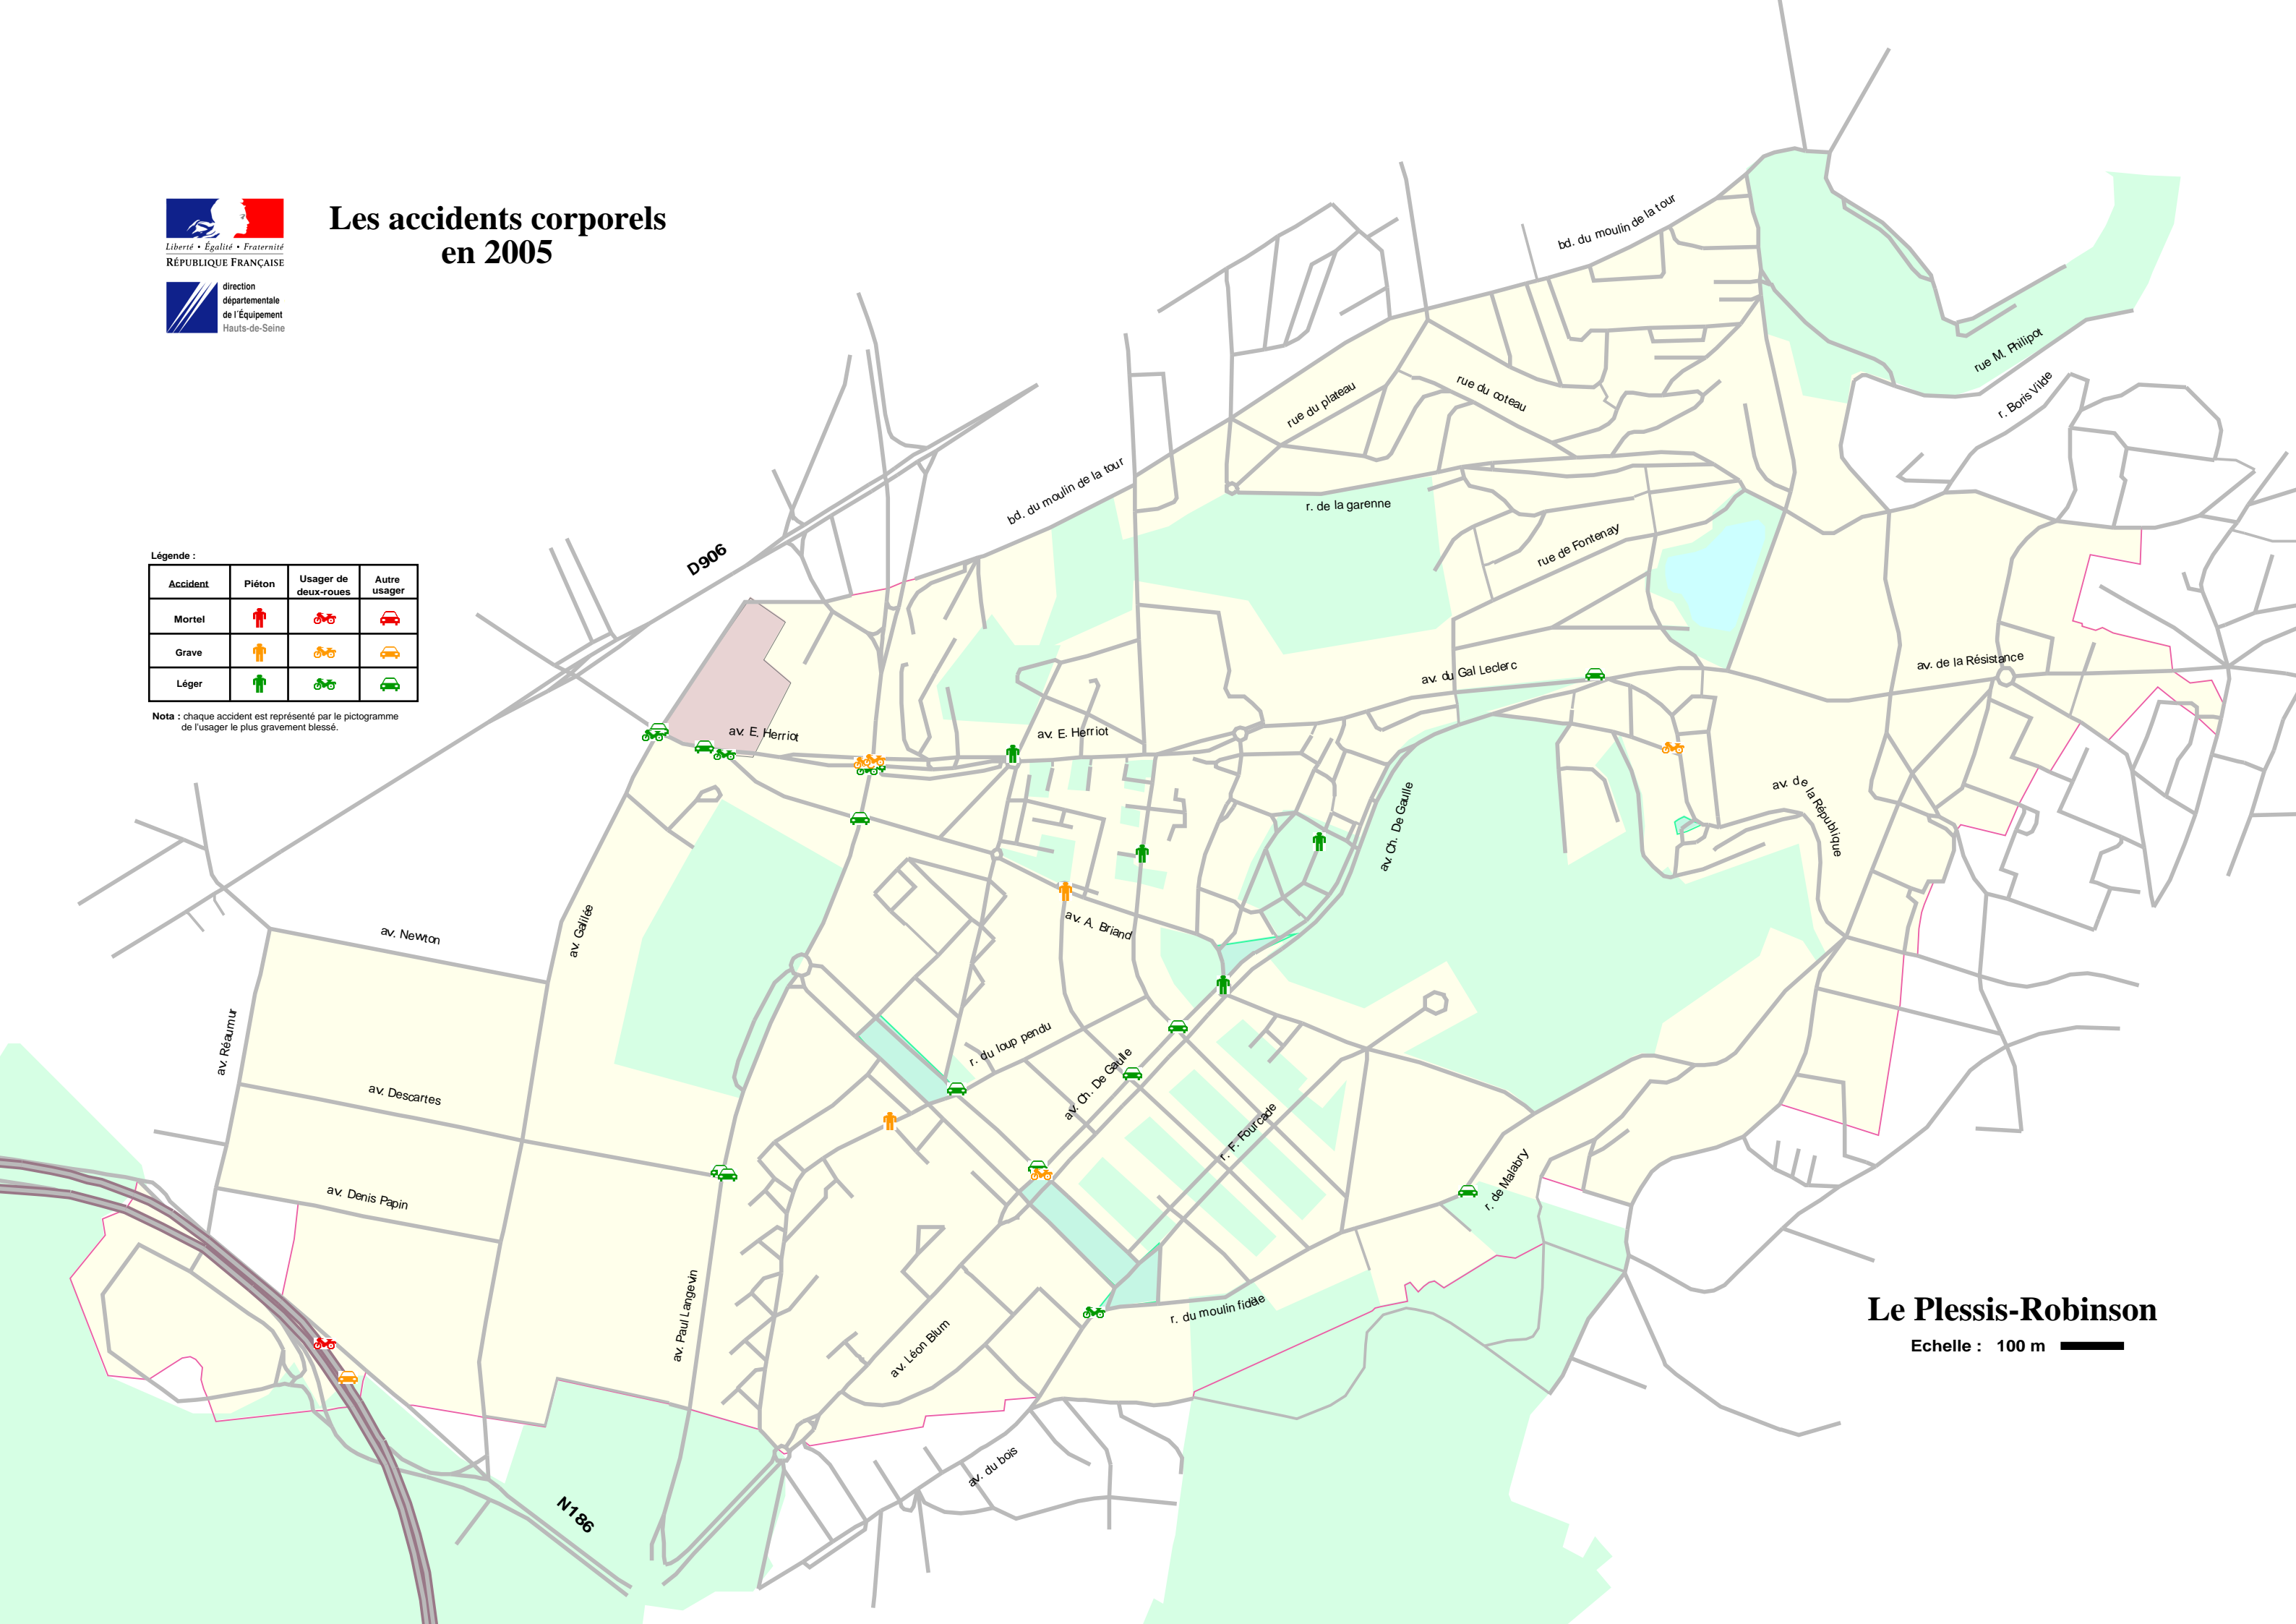 Liberté • Égalité • Fraternité
RÉPUBLIQUE FRANÇAISE
direction
départementale
de l'Équipement
Hauts-de-Seine
Les accidents corporels
en 2005
Légende :
Accident
Piéton
Usager de
deux-roues
Autre
usager
Mortel
Grave
Léger
Nota : chaque accident est représenté par le pictogramme
de l'usager le plus gravement blessé.
bd. du moulin de la tour
rue M. Philipot
r. Boris Vilde
rue du plateau
rue du coteau
bd. du moulin de la tour
r. de la garenne
rue de Fontenay
D906
av. du Gal Leclerc
av. de la Résistance
av. E. Herriot
av. E. Herriot
av. Ch. De Gaulle
av. de la République
av. Galilée
av. Newton
av. A. Briand
av. Réaumur
r. du loup pendu
av. Ch. De Gaulle
av. Descartes
r. F. Fourcade
av. Denis Papin
r. de Malabry
av. Paul Langevin
r. du moulin fidèle
av. Léon Blum
av. du bois
N186
Le Plessis-Robinson
Echelle : 100 m